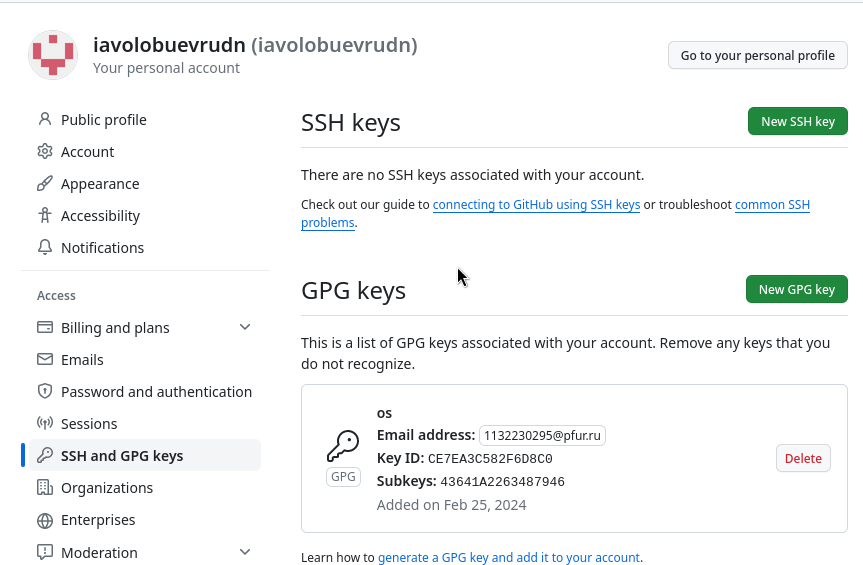 iavolobuevrudn (iavolobuevrudn)
Your personal account
Go to your personal profile
Public profile
Account
Appearance
Accessibility
Notifications
Access
Billing and plans
Emails
Password and authentication
Sessions
SSH and GPG keys
Organizations
Enterprises
Moderation
SSH keys
New SSH key
There are no SSH keys associated with your account.
Check out our guide to connecting to GitHub using SSH keys or troubleshoot common SSH
problems.
GPG keys
New GPG key
This is a list of GPG keys associated with your account. Remove any keys that you
do not recognize.
GPG
os
Email address: 1132230295@pfur.ru
Key ID: CE7EA3C582F6D8C0
Subkeys: 43641A2263487946
Added on Feb 25, 2024
Delete
Learn how to generate a GPG key and add it to your account.